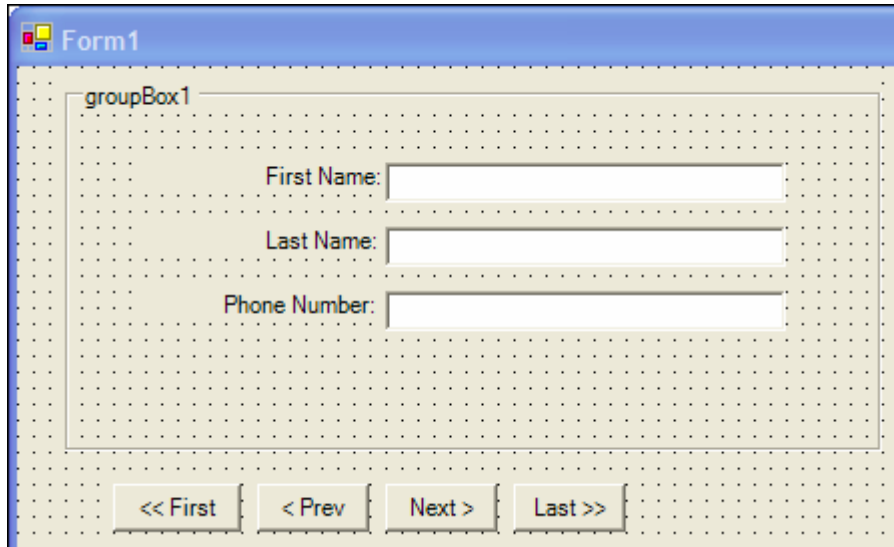 Form1
groupBox1
First Name:
Last Name:
Phone Number:
<< First < Prev Next > Last >>